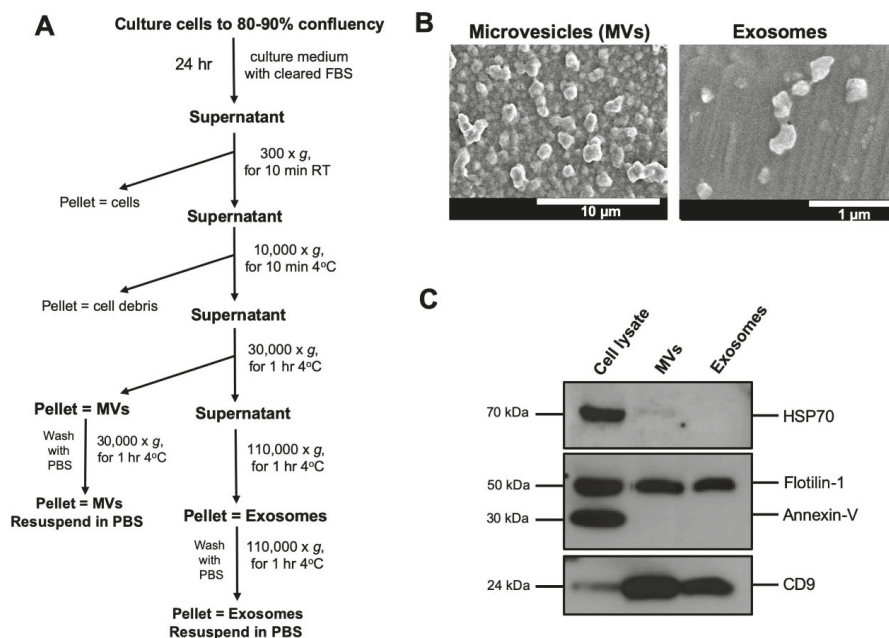 A
Culture cells to 80-90% confluency
24 hr
culture medium
with cleared FBS
Supernatant
300 x g,
for 10 min RT
Pellet = cells
Supernatant
10,000 x g,
for 10 min 4ºC
Pellet = cell debris
Supernatant
30,000 x g,
for 1 hr 4ºC
Pellet = MVs
Supernatant
Wash
with
PBS
30,000 x g,
for 1 hr 4ºC
110,000 x g,
for 1 hr 4ºC
Pellet = MVs
Resuspend in PBS
Pellet = Exosomes
Wash
with
PBS
110,000 x g,
for 1 hr 4ºC
Pellet = Exosomes
Resuspend in PBS
B
Microvesicles (MVs)
Exosomes
10 µm
1 µm
C
Cell lysate
MVs
Exosomes
70 kDa
HSP70
50 kDa
Flotilin-1
30 kDa
Annexin-V
24 kDa
CD9